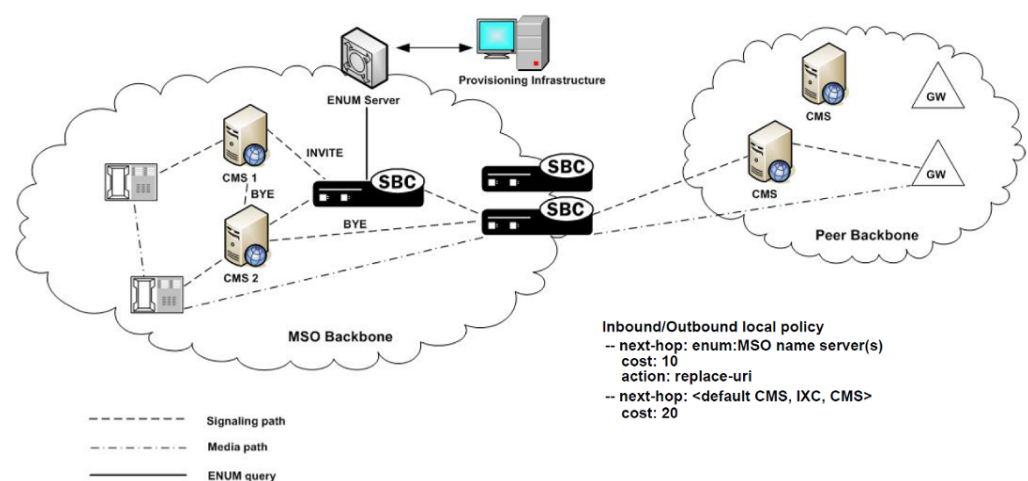 Provisioning Infrastructure
ENUM Server
CMS
GW
INVITE
SBC
CMS 1
SBC
BYE
CMS
GW
SBC
BYE
CMS 2
Peer Backbone
MSO Backbone
Inbound/Outbound local policy
-- next-hop: enum:MSO name server(s)
cost: 10
action: replace-uri
-- next-hop: <default CMS, IXC, CMS>
cost: 20
Signaling path
Media path
ENUM query